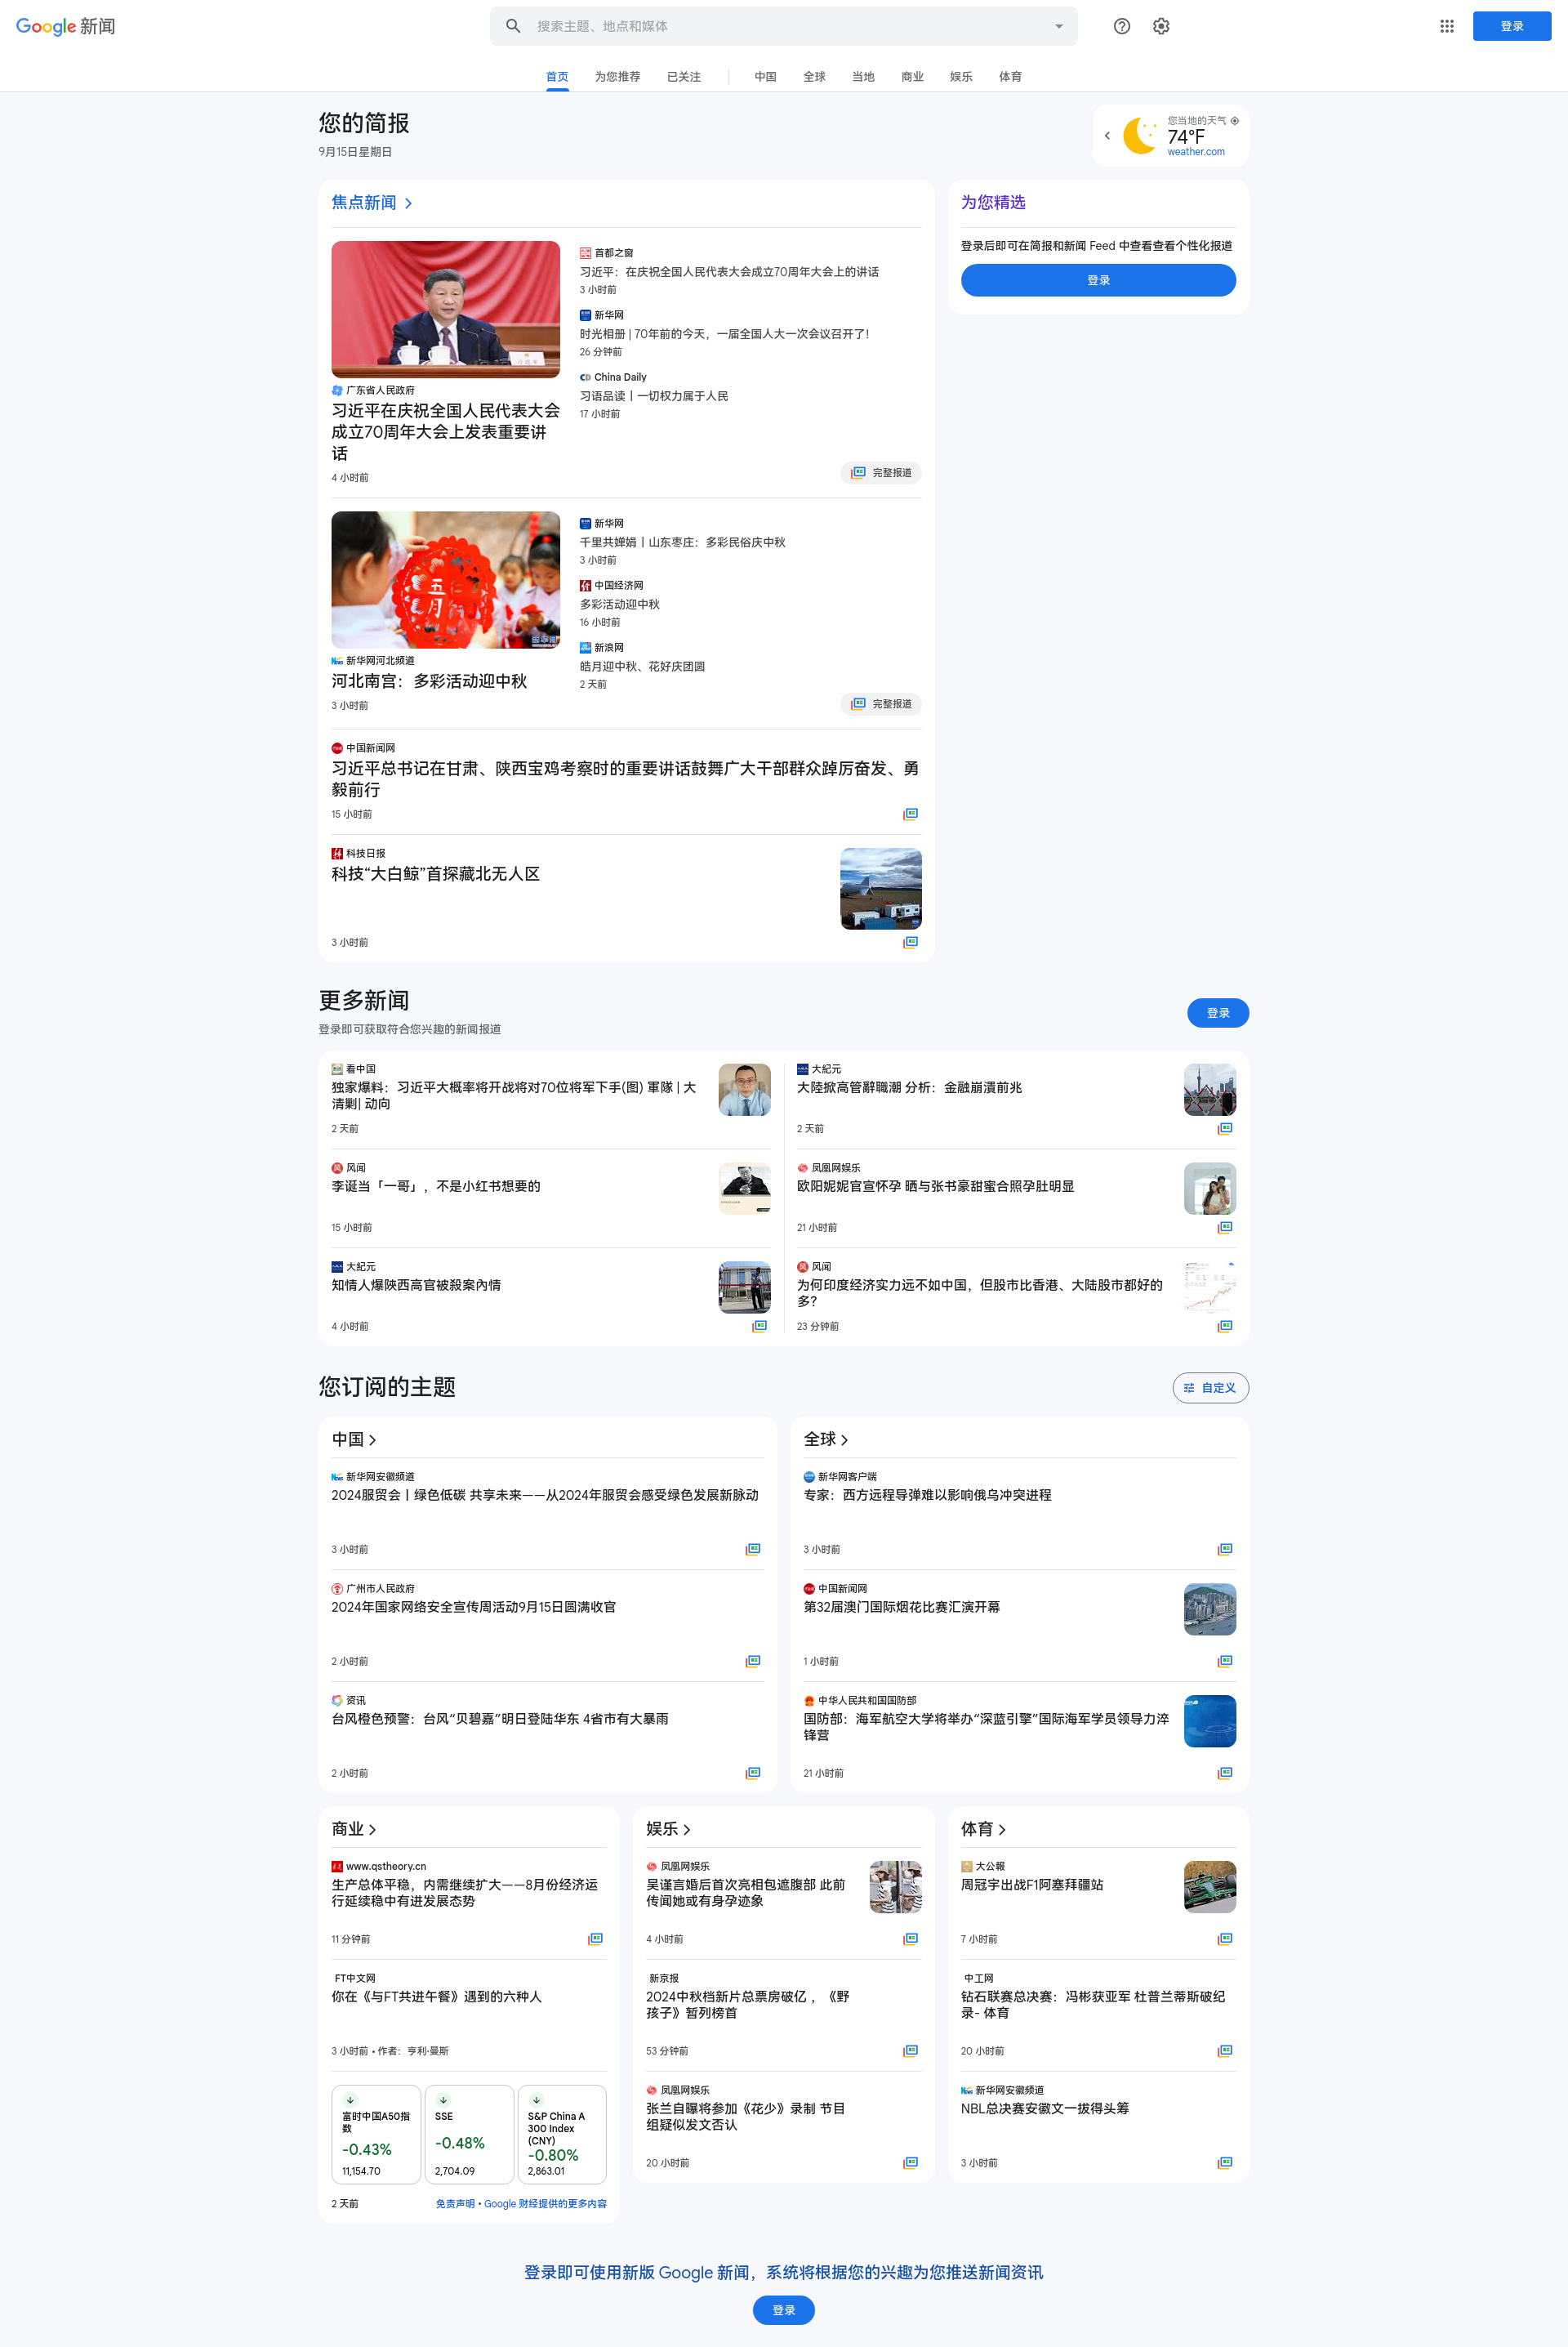 Google 新闻
搜索主题、地点和媒体
登录
首页 为您推荐 已关注 中国 全球 当地 商业 娱乐 体育
您的简报
9月15日星期日
您当地的天气
74°F
weather.com
焦点新闻
广东省人民政府
习近平在庆祝全国人民代表大会
成立70周年大会上发表重要讲
话
4 小时前
首都之窗
习近平：在庆祝全国人民代表大会成立70周年大会上的讲话
3 小时前
新华网
时光相册 | 70年前的今天，一届全国人大一次会议召开了！
26 分钟前
China Daily
习语品读丨一切权力属于人民
17 小时前
完整报道
五月
新华网河北频道
河北南宫：多彩活动迎中秋
3 小时前
新华网
千里共婵娟丨山东枣庄：多彩民俗庆中秋
3 小时前
中国经济网
多彩活动迎中秋
16 小时前
新浪网
皓月迎中秋、花好庆团圆
2 天前
完整报道
中国新闻网
习近平总书记在甘肃、陕西宝鸡考察时的重要讲话鼓舞广大干部群众踔厉奋发、勇
毅前行
15 小时前
科技日报
科技“大白鲸”首探藏北无人区
3 小时前
为您精选
登录后即可在简报和新闻 Feed 中查看查看个性化报道
登录
更多新闻
登录即可获取符合您兴趣的新闻报道
登录
看中国
独家爆料：习近平大概率将开战将对70位将军下手(图) 軍隊 | 大
清剿| 动向
2 天前
风闻
李诞当「一哥」，不是小红书想要的
15 小时前
大紀元
知情人爆陝西高官被殺案內情
4 小时前
大紀元
大陸掀高管辭職潮 分析：金融崩潰前兆
2 天前
凤凰网娱乐
欧阳妮妮官宣怀孕 晒与张书豪甜蜜合照孕肚明显
21 小时前
风闻
为何印度经济实力远不如中国，但股市比香港、大陆股市都好的
多？
23 分钟前
您订阅的主题
自定义
中国
新华网安徽频道
2024服贸会丨绿色低碳 共享未来——从2024年服贸会感受绿色发展新脉动
3 小时前
广州市人民政府
2024年国家网络安全宣传周活动9月15日圆满收官
2 小时前
资讯
台风橙色预警：台风“贝碧嘉”明日登陆华东 4省市有大暴雨
2 小时前
全球
新华网客户端
专家：西方远程导弹难以影响俄乌冲突进程
3 小时前
中国新闻网
第32届澳门国际烟花比赛汇演开幕
1 小时前
中华人民共和国国防部
国防部：海军航空大学将举办“深蓝引擎”国际海军学员领导力淬
锋营
21 小时前
商业
www.qstheory.cn
生产总体平稳，内需继续扩大——8月份经济运
行延续稳中有进发展态势
11 分钟前
FT中文网
你在《与FT共进午餐》遇到的六种人
3 小时前 • 作者：亨利·曼斯
富时中国A50指
数
-0.43%
11,154.70
SSE
-0.48%
2,704.09
S&P China A
300 Index
(CNY)
-0.80%
2,863.01
2 天前
免责声明 • Google 财经提供的更多内容
娱乐
凤凰网娱乐
吴谨言婚后首次亮相包遮腹部 此前
传闻她或有身孕迹象
4 小时前
新京报
2024中秋档新片总票房破亿 ，《野
孩子》暂列榜首
53 分钟前
凤凰网娱乐
张兰自曝将参加《花少》录制 节目
组疑似发文否认
20 小时前
体育
大公報
周冠宇出战F1阿塞拜疆站
7 小时前
中工网
钻石联赛总决赛：冯彬获亚军 杜普兰蒂斯破纪
录- 体育
20 小时前
新华网安徽频道
NBL总决赛安徽文一拔得头筹
3 小时前
登录即可使用新版 Google 新闻，系统将根据您的兴趣为您推送新闻资讯
登录